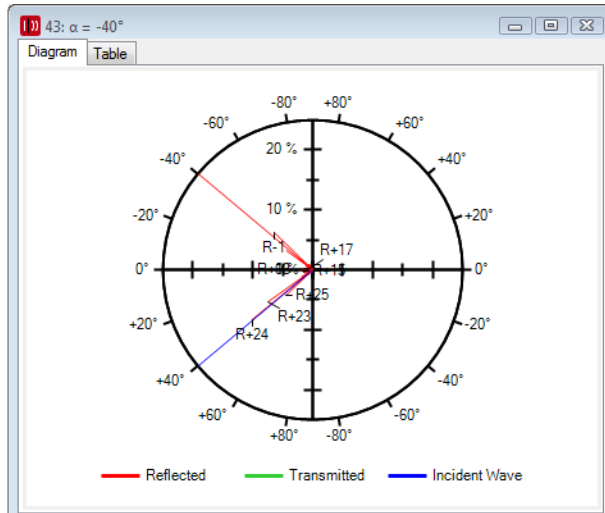 43: α = -40°
Diagram Table
-80° +80°
-60° +60°
20 %
-40° +40°
-20° 10 % +20°
R-1 R+17
0° R+15 0°
R+25
+20° R+23 -20°
R+24
+40° -40°
+60° -60°
+80° -80°
Reflected Transmitted Incident Wave